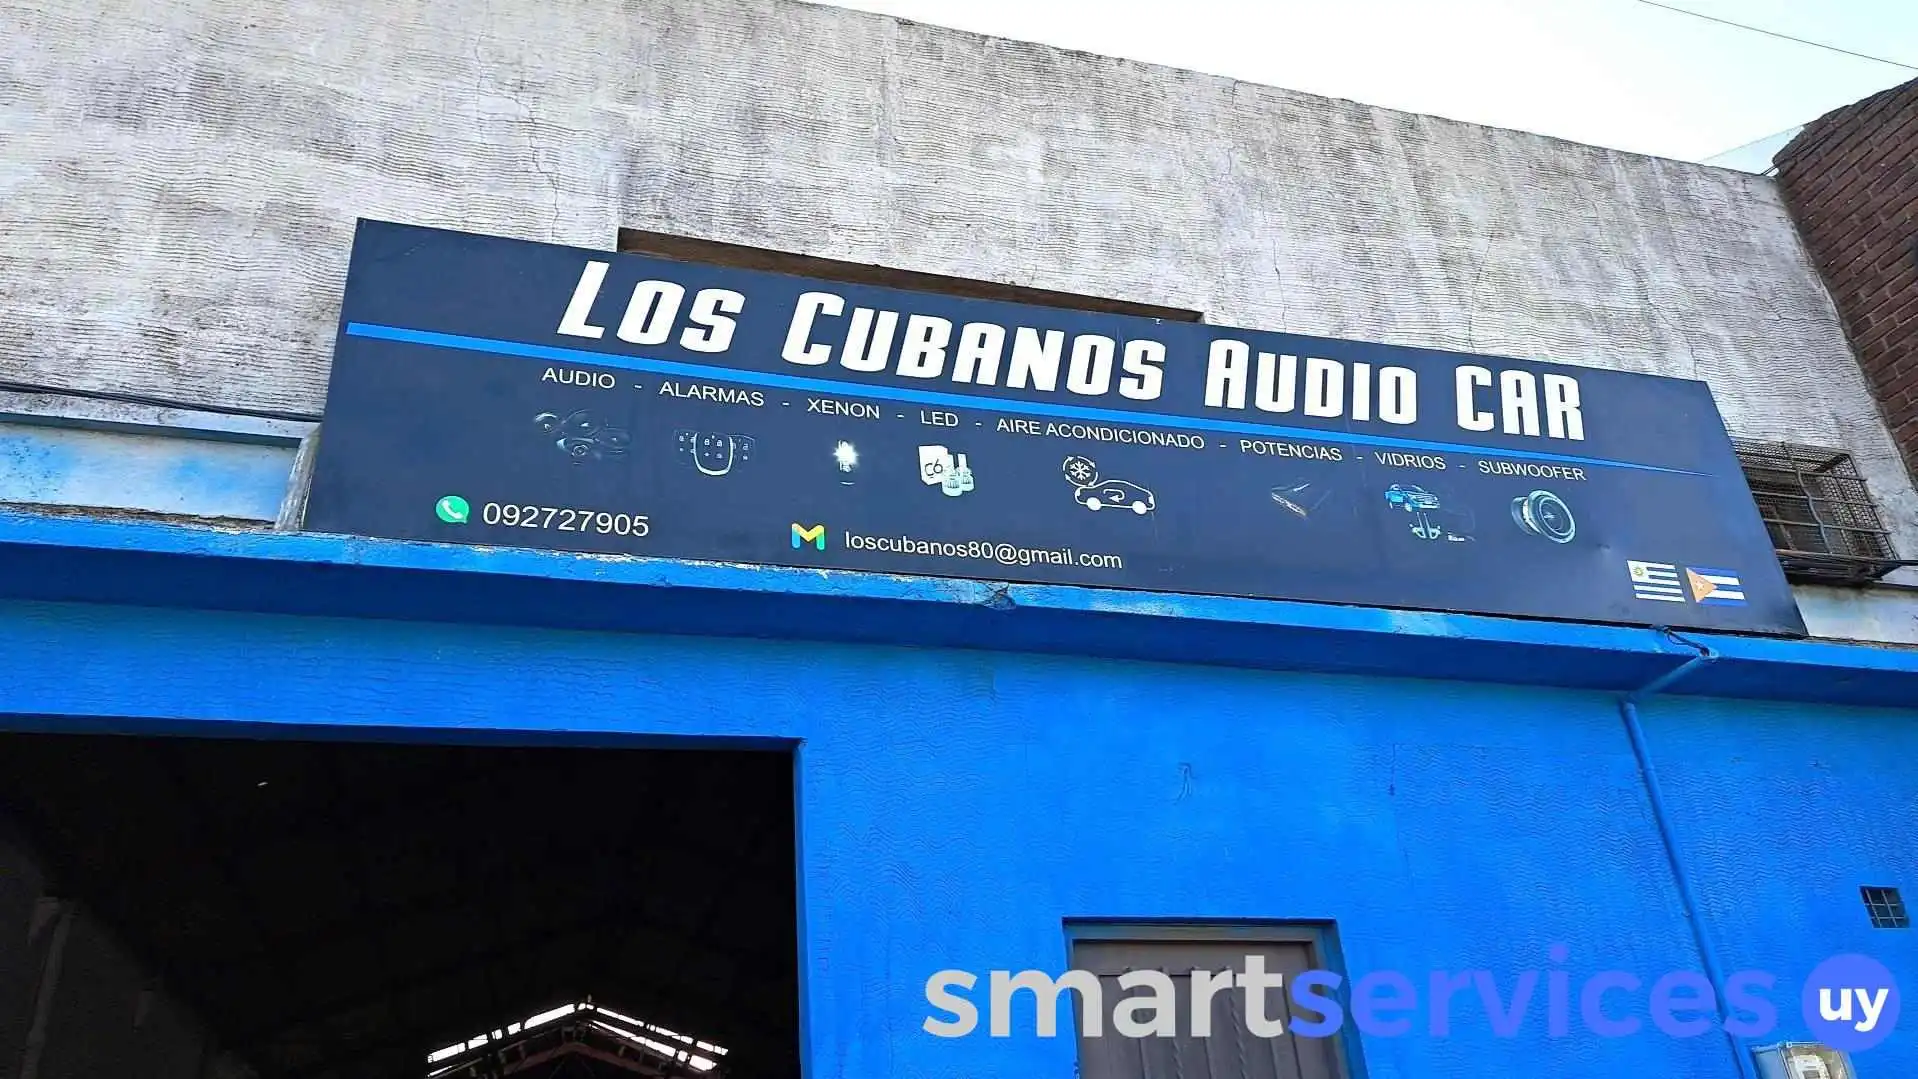 LOS CUBANOS AUDIO CAR
AUDIO - ALARMAS - XENON - LED - AIRE ACONDICIONADO - POTENCIAS - VIDRIOS - SUBWOOFER
C6
092727905
loscubanos80@gmail.com
smartservices uy